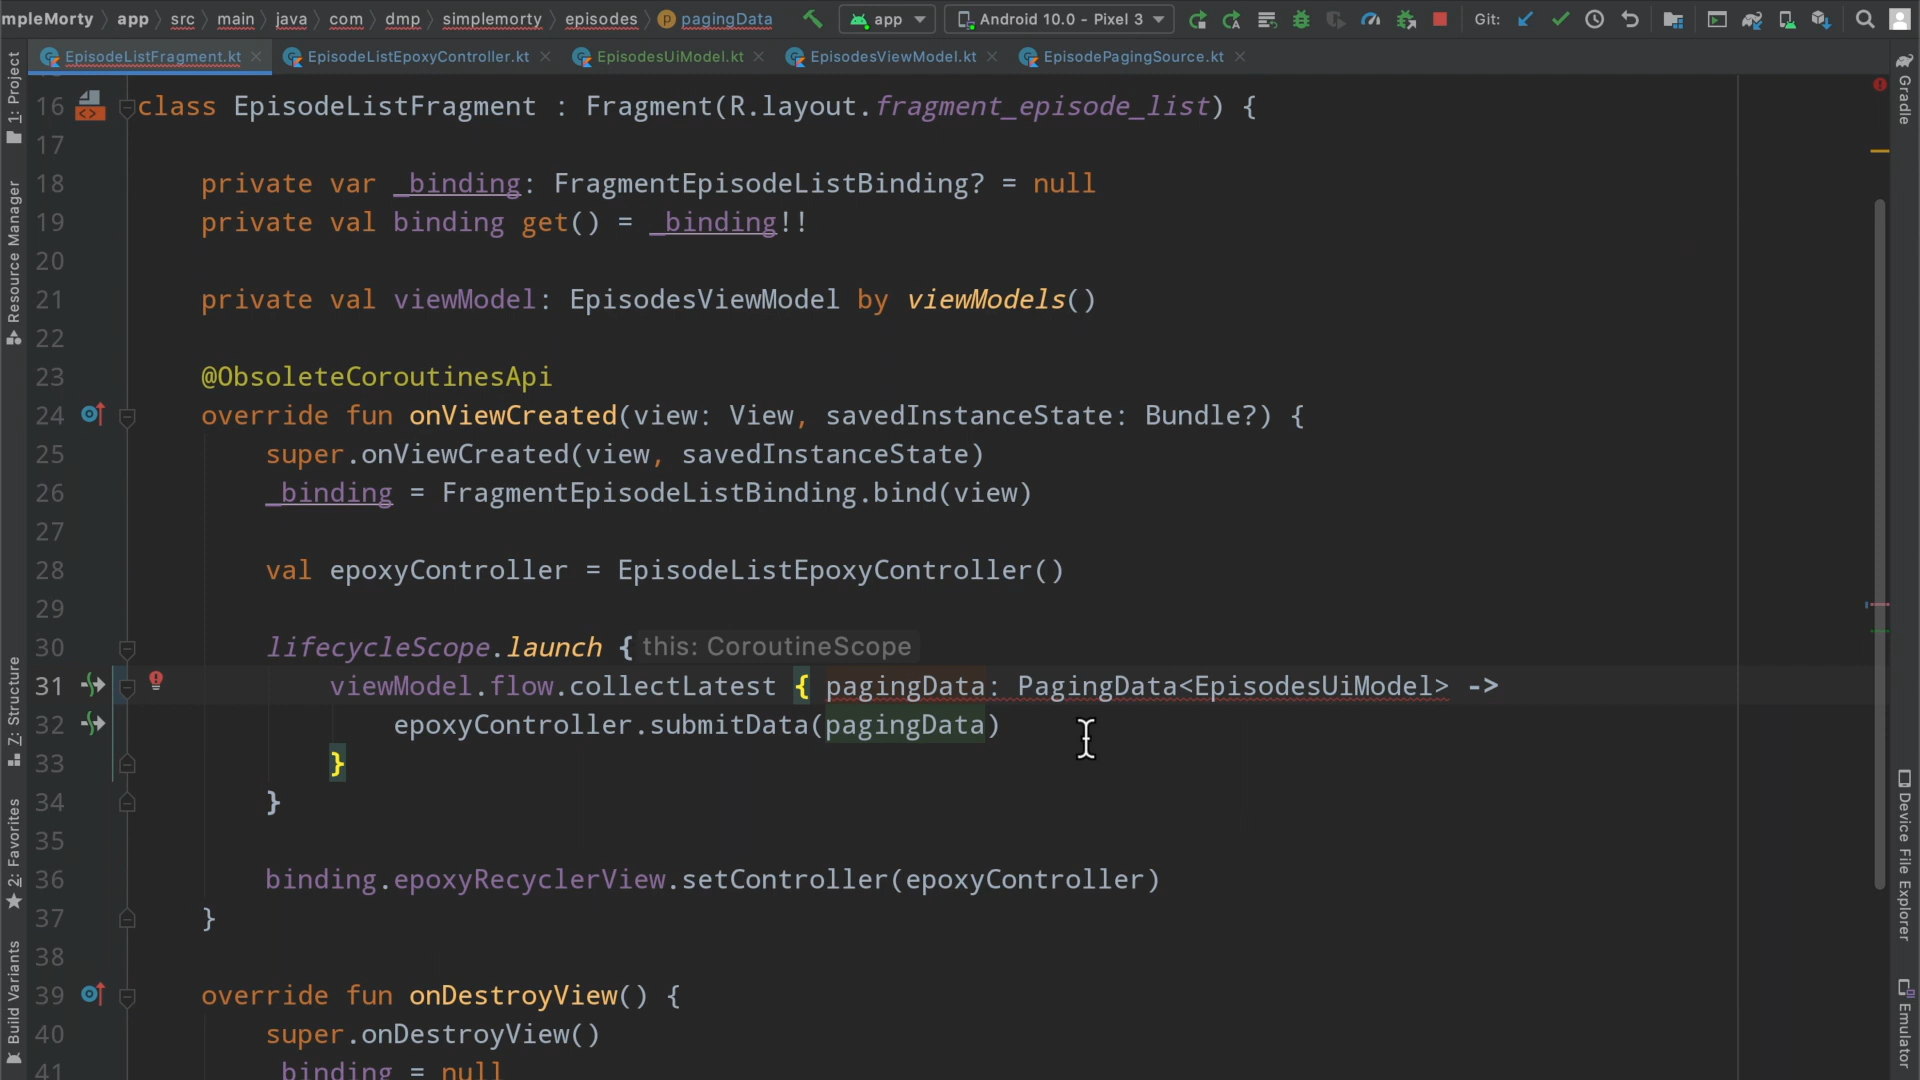 mpleMorty app src main java com dmp simplemorty episodes pagingData app Android 10.0 - Pixel 3 Git:
EpisodeListFragment.kt EpisodeListEpoxyController.kt EpisodesUiModel.kt EpisodesViewModel.kt EpisodePagingSource.kt
1: Project
Resource Manager
Z: Structure
2: Favorites
Build Variants
16 class EpisodeListFragment : Fragment(R.layout.fragment_episode_list) {
17
18 private var _binding: FragmentEpisodeListBinding? = null
19 private val binding get() = _binding!!
20
21 private val viewModel: EpisodesViewModel by viewModels()
22
23 @ObsoleteCoroutinesApi
24 override fun onViewCreated(view: View, savedInstanceState: Bundle?) {
25 super.onViewCreated(view, savedInstanceState)
26 _binding = FragmentEpisodeListBinding.bind(view)
27
28 val epoxyController = EpisodeListEpoxyController()
29
30 lifecycleScope.launch { this: CoroutineScope
31 viewModel.flow.collectLatest { pagingData: PagingData<EpisodesUiModel> ->
32 epoxyController.submitData(pagingData)
33 }
34 }
35
36 binding.epoxyRecyclerView.setController(epoxyController)
37 }
38
39 override fun onDestroyView() {
40 super.onDestroyView()
41 _binding = null
Gradle
Device File Explorer
Emulator